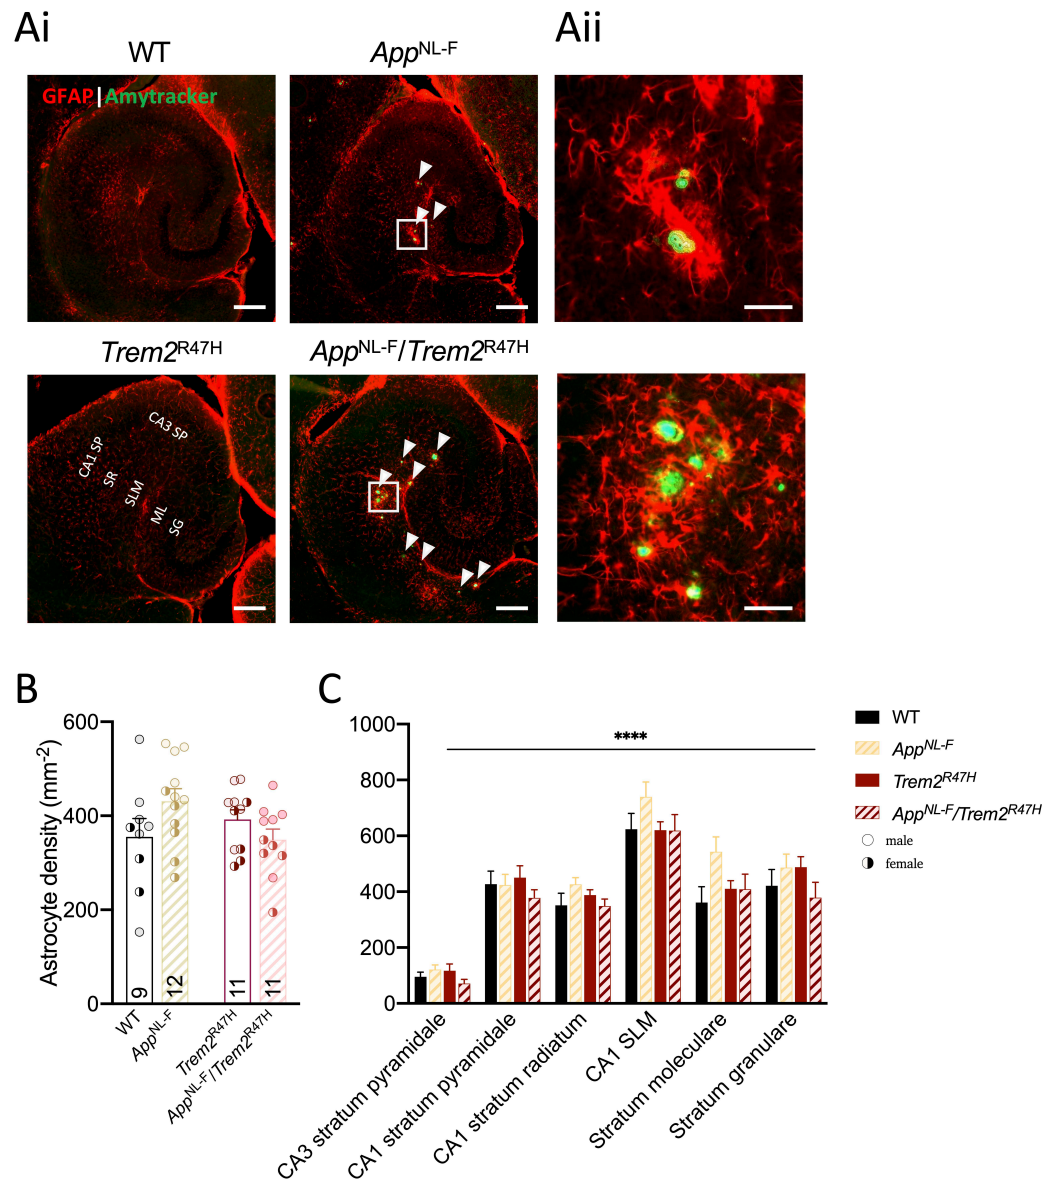 Ai
Aii
WT
App^NL-F
GFAP|Amytracker
Trem2^R47H
App^NL-F/Trem2^R47H
CA3 SP
CA1 SP
SR
SLM
ML
SG
B
C
Astrocyte density (mm^-2)
600
400
200
0
9
12
11
11
WT
App^NL-F
Trem2^R47H
App^NL-F/Trem2^R47H
1000
800
600
400
200
0
****
CA3 stratum pyramidale
CA1 stratum pyramidale
CA1 stratum radiatum
CA1 SLM
Stratum moleculare
Stratum granulare
WT
App^NL-F
Trem2^R47H
App^NL-F/Trem2^R47H
male
female